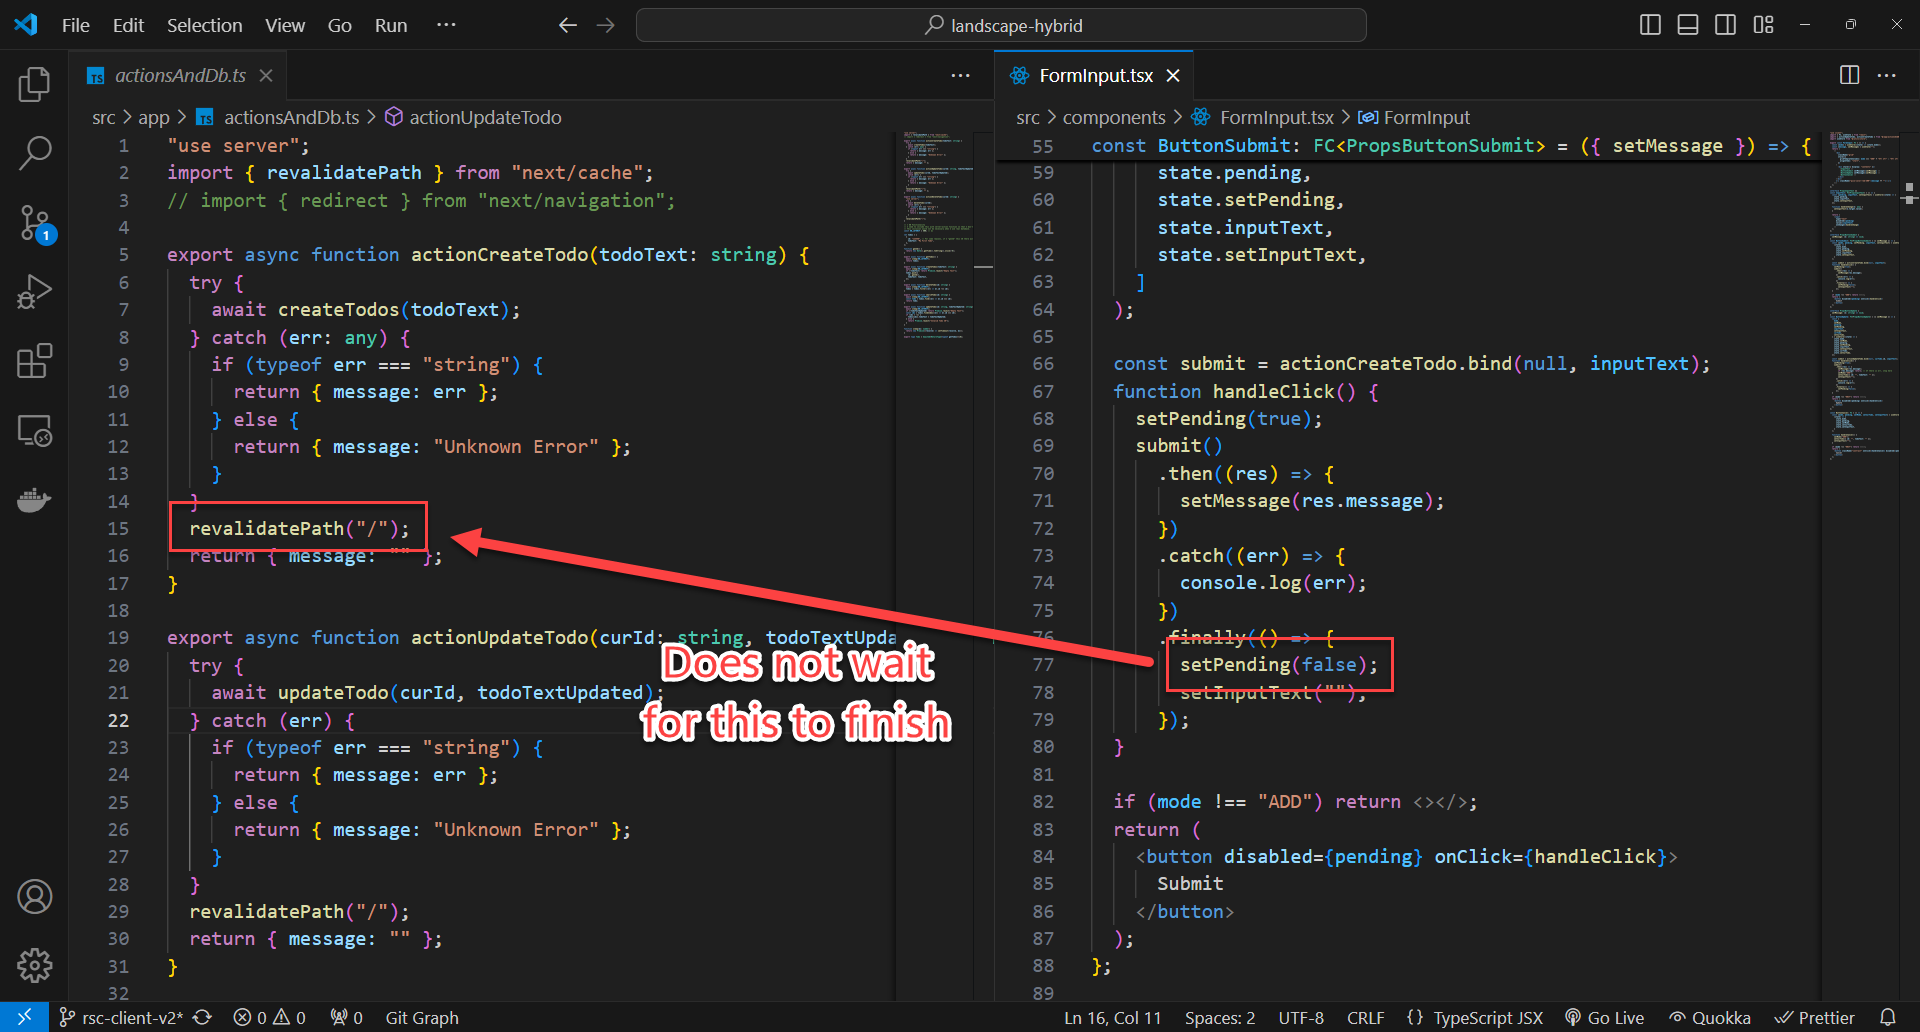 File Edit Selection View Go Run ··· landscape-hybrid
actionsAndDb.ts
src > app > TS actionsAndDb.ts > actionUpdateTodo
1 "use server";
2 import { revalidatePath } from "next/cache";
3 // import { redirect } from "next/navigation";
4
5 export async function actionCreateTodo(todoText: string) {
6 try {
7 await createTodos(todoText);
8 } catch (err: any) {
9 if (typeof err === "string") {
10 return { message: err };
11 } else {
12 return { message: "Unknown Error" };
13 }
14 }
15 revalidatePath("/");
16 return { message: "" };
17 }
18
19 export async function actionUpdateTodo(curId: string, todoTextUpda
20 try {
21 await updateTodo(curId, todoTextUpdated);
22 } catch (err) {
23 if (typeof err === "string") {
24 return { message: err };
25 } else {
26 return { message: "Unknown Error" };
27 }
28 }
29 revalidatePath("/");
30 return { message: "" };
31 }
32
Does not wait
for this to finish
FormInput.tsx
src > components > FormInput.tsx > FormInput
55 const ButtonSubmit: FC<PropsButtonSubmit> = ({ setMessage }) => {
59 state.pending,
60 state.setPending,
61 state.inputText,
62 state.setInputText,
63 ]
64 );
65
66 const submit = actionCreateTodo.bind(null, inputText);
67 function handleClick() {
68 setPending(true);
69 submit()
70 .then((res) => {
71 setMessage(res.message);
72 })
73 .catch((err) => {
74 console.log(err);
75 })
76 .finally(() => {
77 setPending(false);
78 setInputText("");
79 });
80 }
81
82 if (mode !== "ADD") return <></>;
83 return (
84 <button disabled={pending} onClick={handleClick}>
85 Submit
86 </button>
87 );
88 };
89
1
rsc-client-v2* 0 0 0 Git Graph Ln 16, Col 11 Spaces: 2 UTF-8 CRLF {} TypeScript JSX Go Live Quokka Prettier